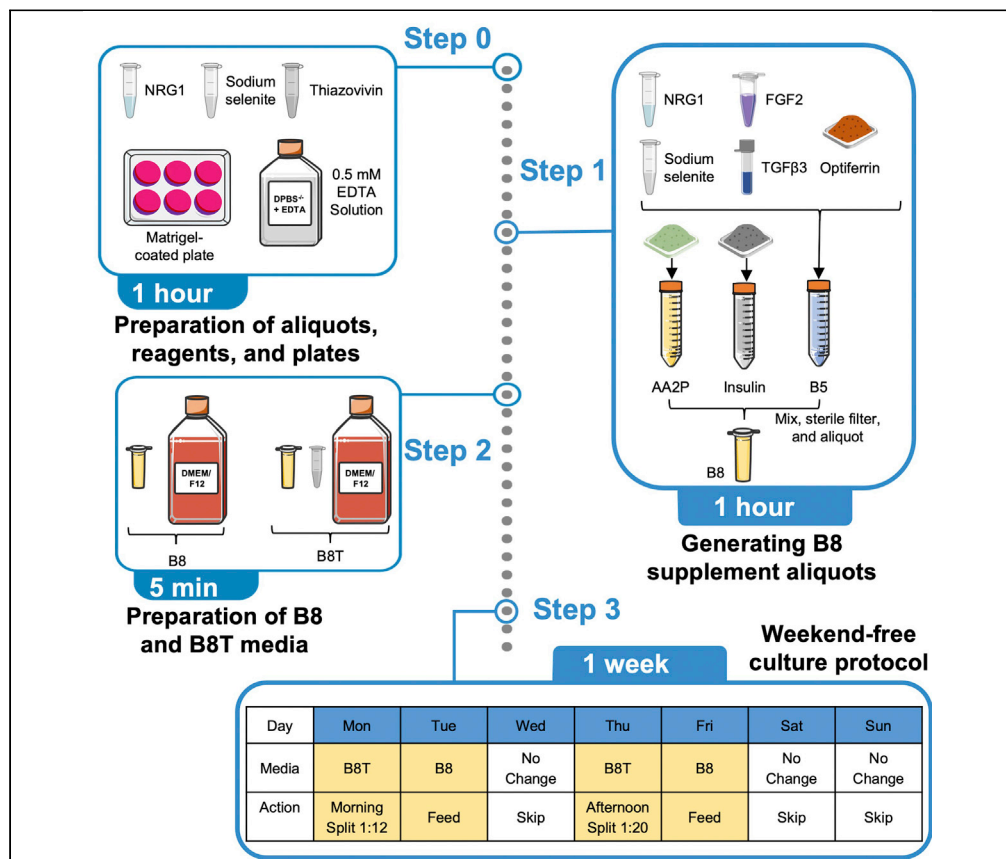 Step 0
NRG1
Sodium
selenite
Thiazovivin
Matrigel-
coated plate
DPBS-/-
+ EDTA
0.5 mM
EDTA
Solution
1 hour
Preparation of aliquots,
reagents, and plates
Step 1
NRG1
FGF2
Sodium
selenite
TGFβ3
Optiferrin
AA2P
Insulin
B5
Mix, sterile filter,
and aliquot
B8
1 hour
Generating B8
supplement aliquots
Step 2
DMEM/
F12
DMEM/
F12
B8
B8T
5 min
Preparation of B8
and B8T media
Step 3
Weekend-free
culture protocol
1 week
Day Mon Tue Wed Thu Fri Sat Sun
Media B8T B8 No Change B8T B8 No Change No Change
Action Morning Split 1:12 Feed Skip Afternoon Split 1:20 Feed Skip Skip